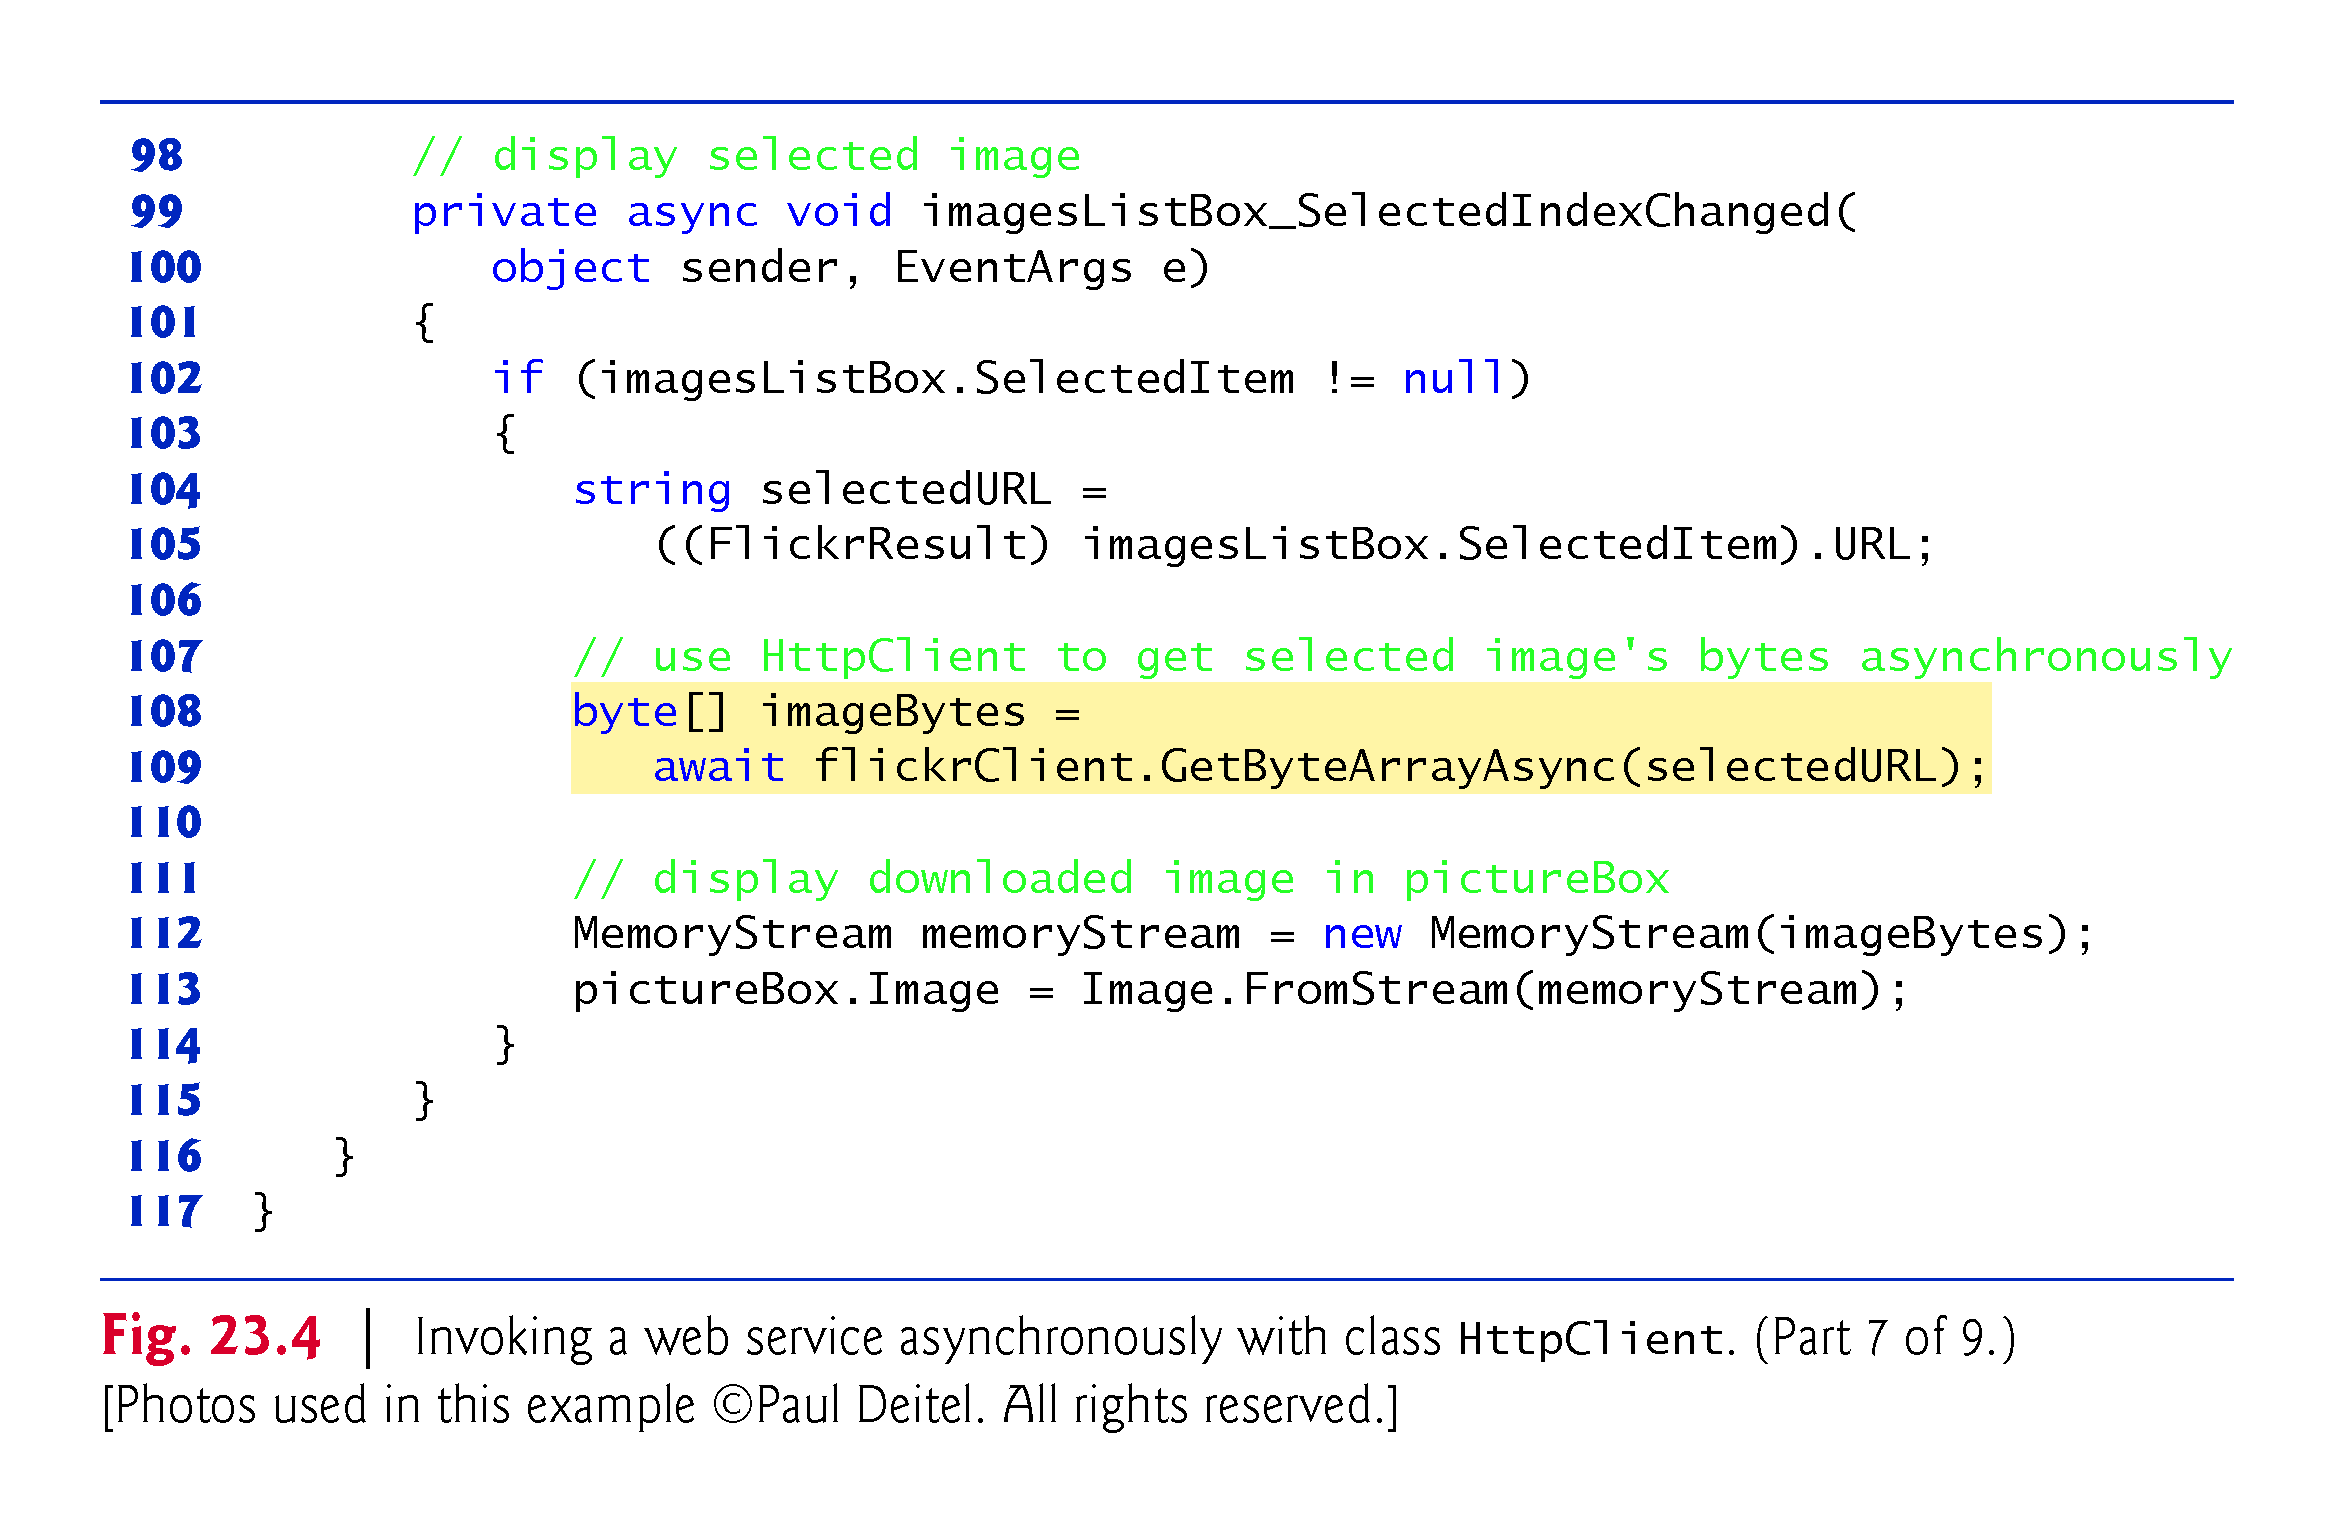 98 // display selected image
99 private async void imagesListBox_SelectedIndexChanged(
100 object sender, EventArgs e)
101 {
102 if (imagesListBox.SelectedItem != null)
103 {
104 string selectedURL =
105 ((FlickrResult) imagesListBox.SelectedItem).URL;
106
107 // use HttpClient to get selected image's bytes asynchronously
108 byte[] imageBytes =
109 await flickrClient.GetByteArrayAsync(selectedURL);
110
111 // display downloaded image in pictureBox
112 MemoryStream memoryStream = new MemoryStream(imageBytes);
113 pictureBox.Image = Image.FromStream(memoryStream);
114 }
115 }
116 }
117 }
Fig. 23.4 | Invoking a web service asynchronously with class HttpClient. (Part 7 of 9.)
[Photos used in this example ©Paul Deitel. All rights reserved.]